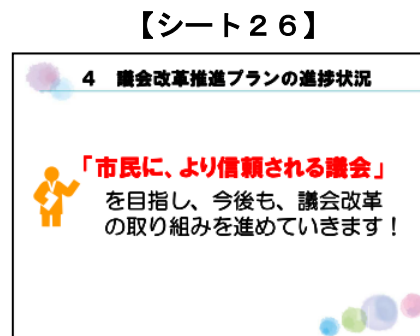 【シート２６】
４　議会改革推進プランの進捗状況
「市民に、より信頼される議会」
を目指し、今後も、議会改革
の取り組みを進めていきます！